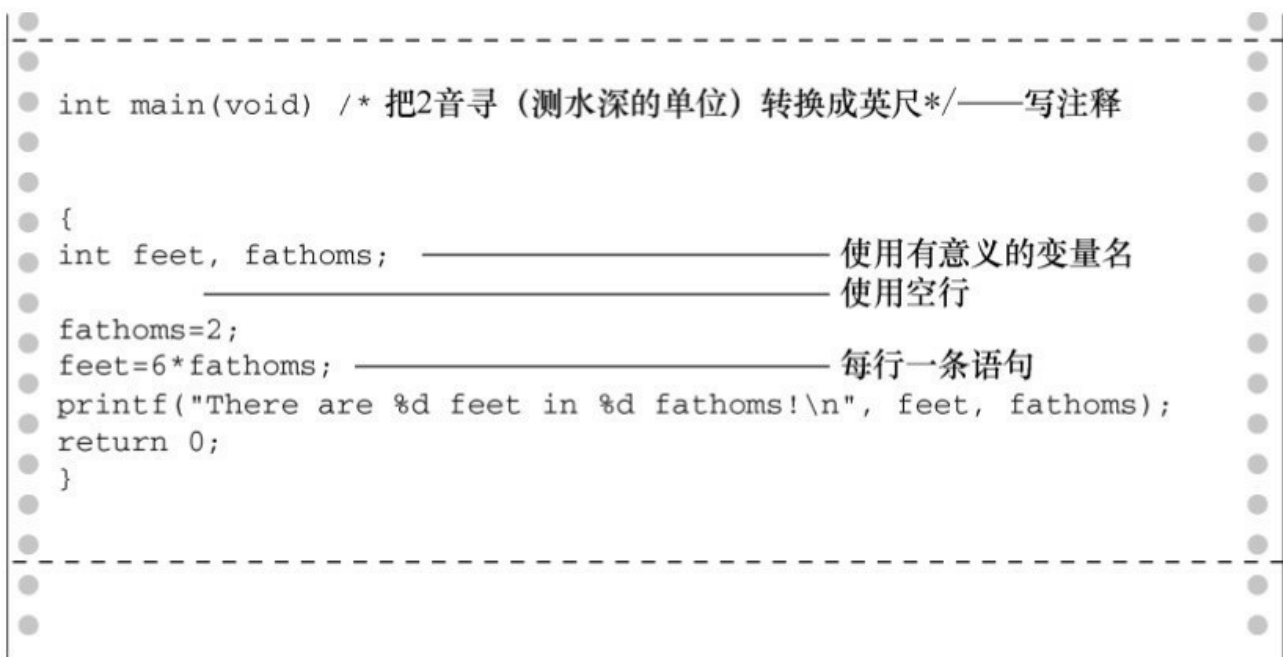 int main(void) /* 把2音寻（测水深的单位）转换成英尺*/——写注释
{
int feet, fathoms; 使用有意义的变量名
使用空行
fathoms=2;
feet=6*fathoms; 每行一条语句
printf("There are %d feet in %d fathoms!\n", feet, fathoms);
return 0;
}